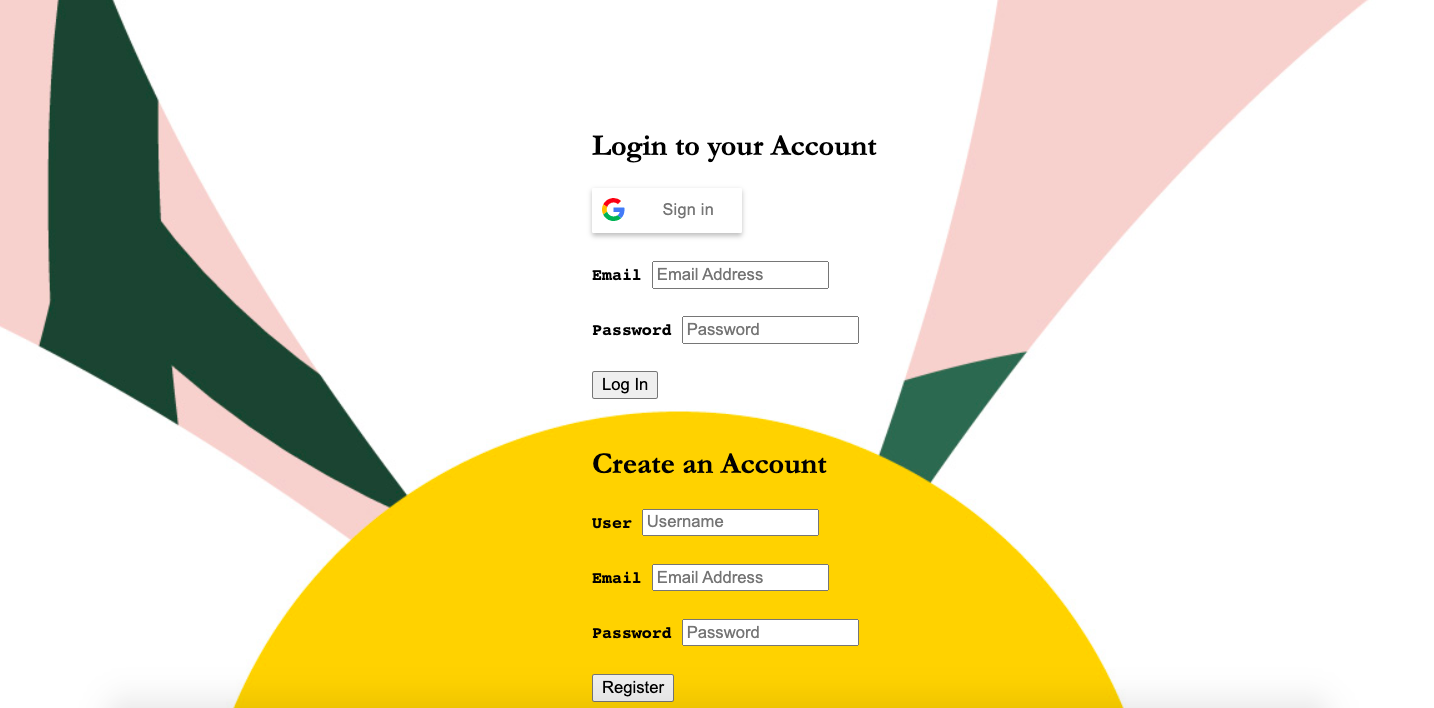 Login to your Account
Sign in
Email Email Address
Password Password
Log In
Create an Account
User Username
Email Email Address
Password Password
Register